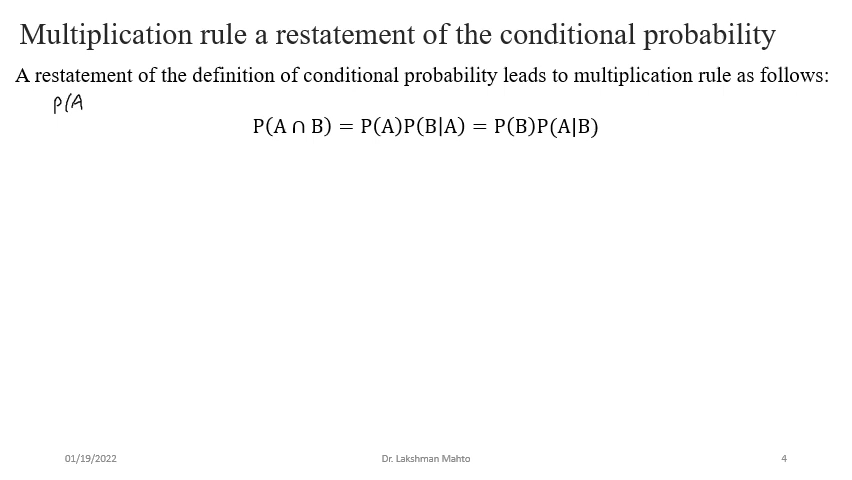 Multiplication rule a restatement of the conditional probability
A restatement of the definition of conditional probability leads to multiplication rule as follows:
P(A
P(A ∩ B) = P(A)P(B|A) = P(B)P(A|B)
01/19/2022
Dr. Lakshman Mahto
4